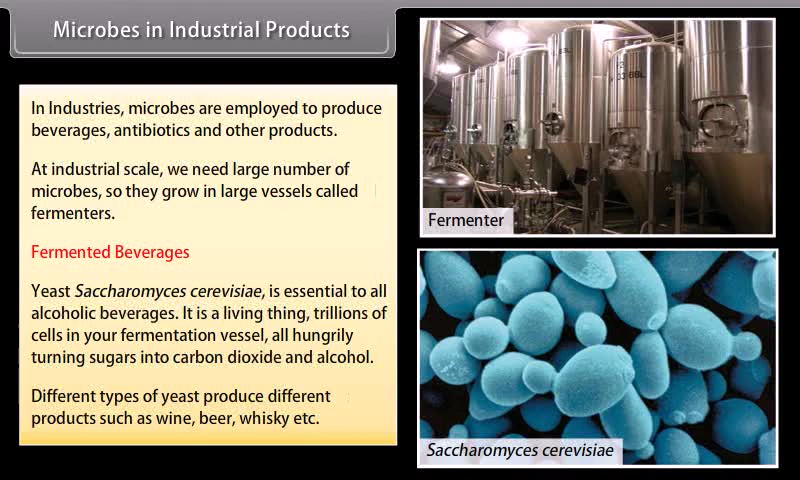 Microbes in Industrial Products
In Industries, microbes are employed to produce
beverages, antibiotics and other products.
At industrial scale, we need large number of
microbes, so they grow in large vessels called
fermenters.
Fermented Beverages
Yeast Saccharomyces cerevisiae, is essential to all
alcoholic beverages. It is a living thing, trillions of
cells in your fermentation vessel, all hungrily
turning sugars into carbon dioxide and alcohol.
Different types of yeast produce different
products such as wine, beer, whisky etc.
Fermenter
Saccharomyces cerevisiae